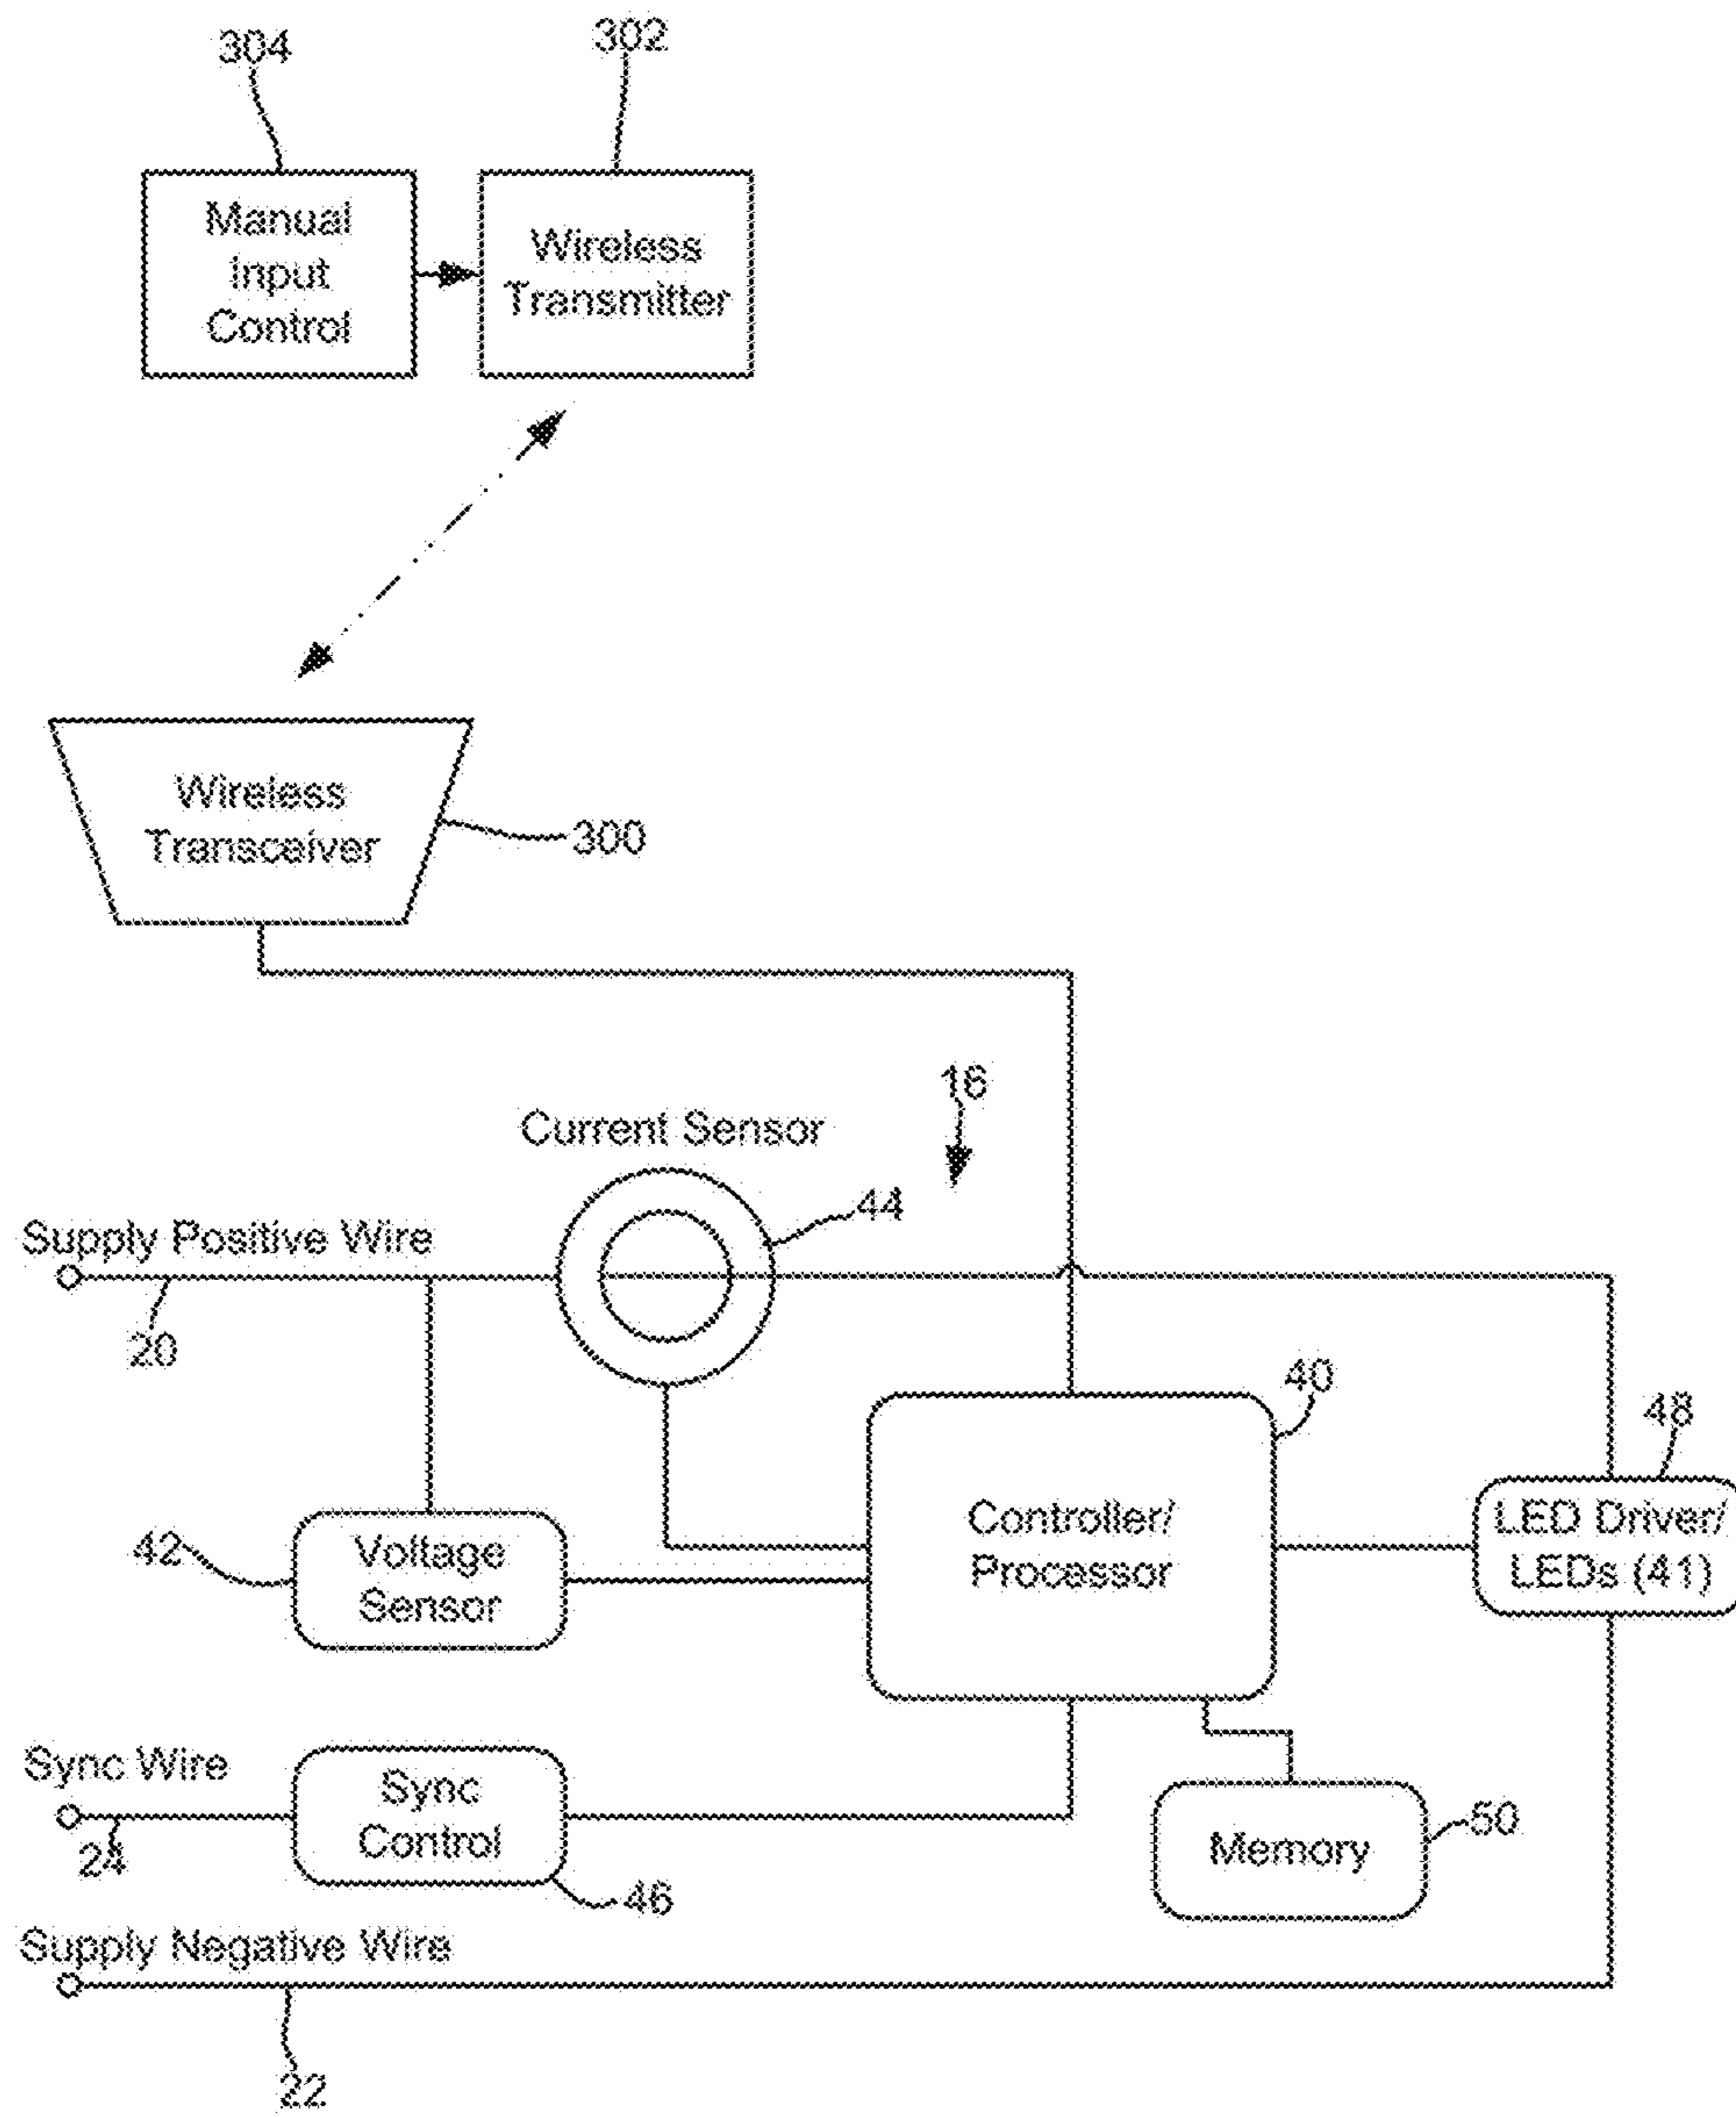 304
302
Manual
Input
Control
Wireless
Transmitter
Wireless
Transceiver
300
16
Current Sensor
44
Supply Positive Wire
20
40
48
Controller/
Processor
LED Driver/
LEDs (41)
42
Voltage
Sensor
Sync Wire
24
Sync
Control
46
Memory
50
Supply Negative Wire
22